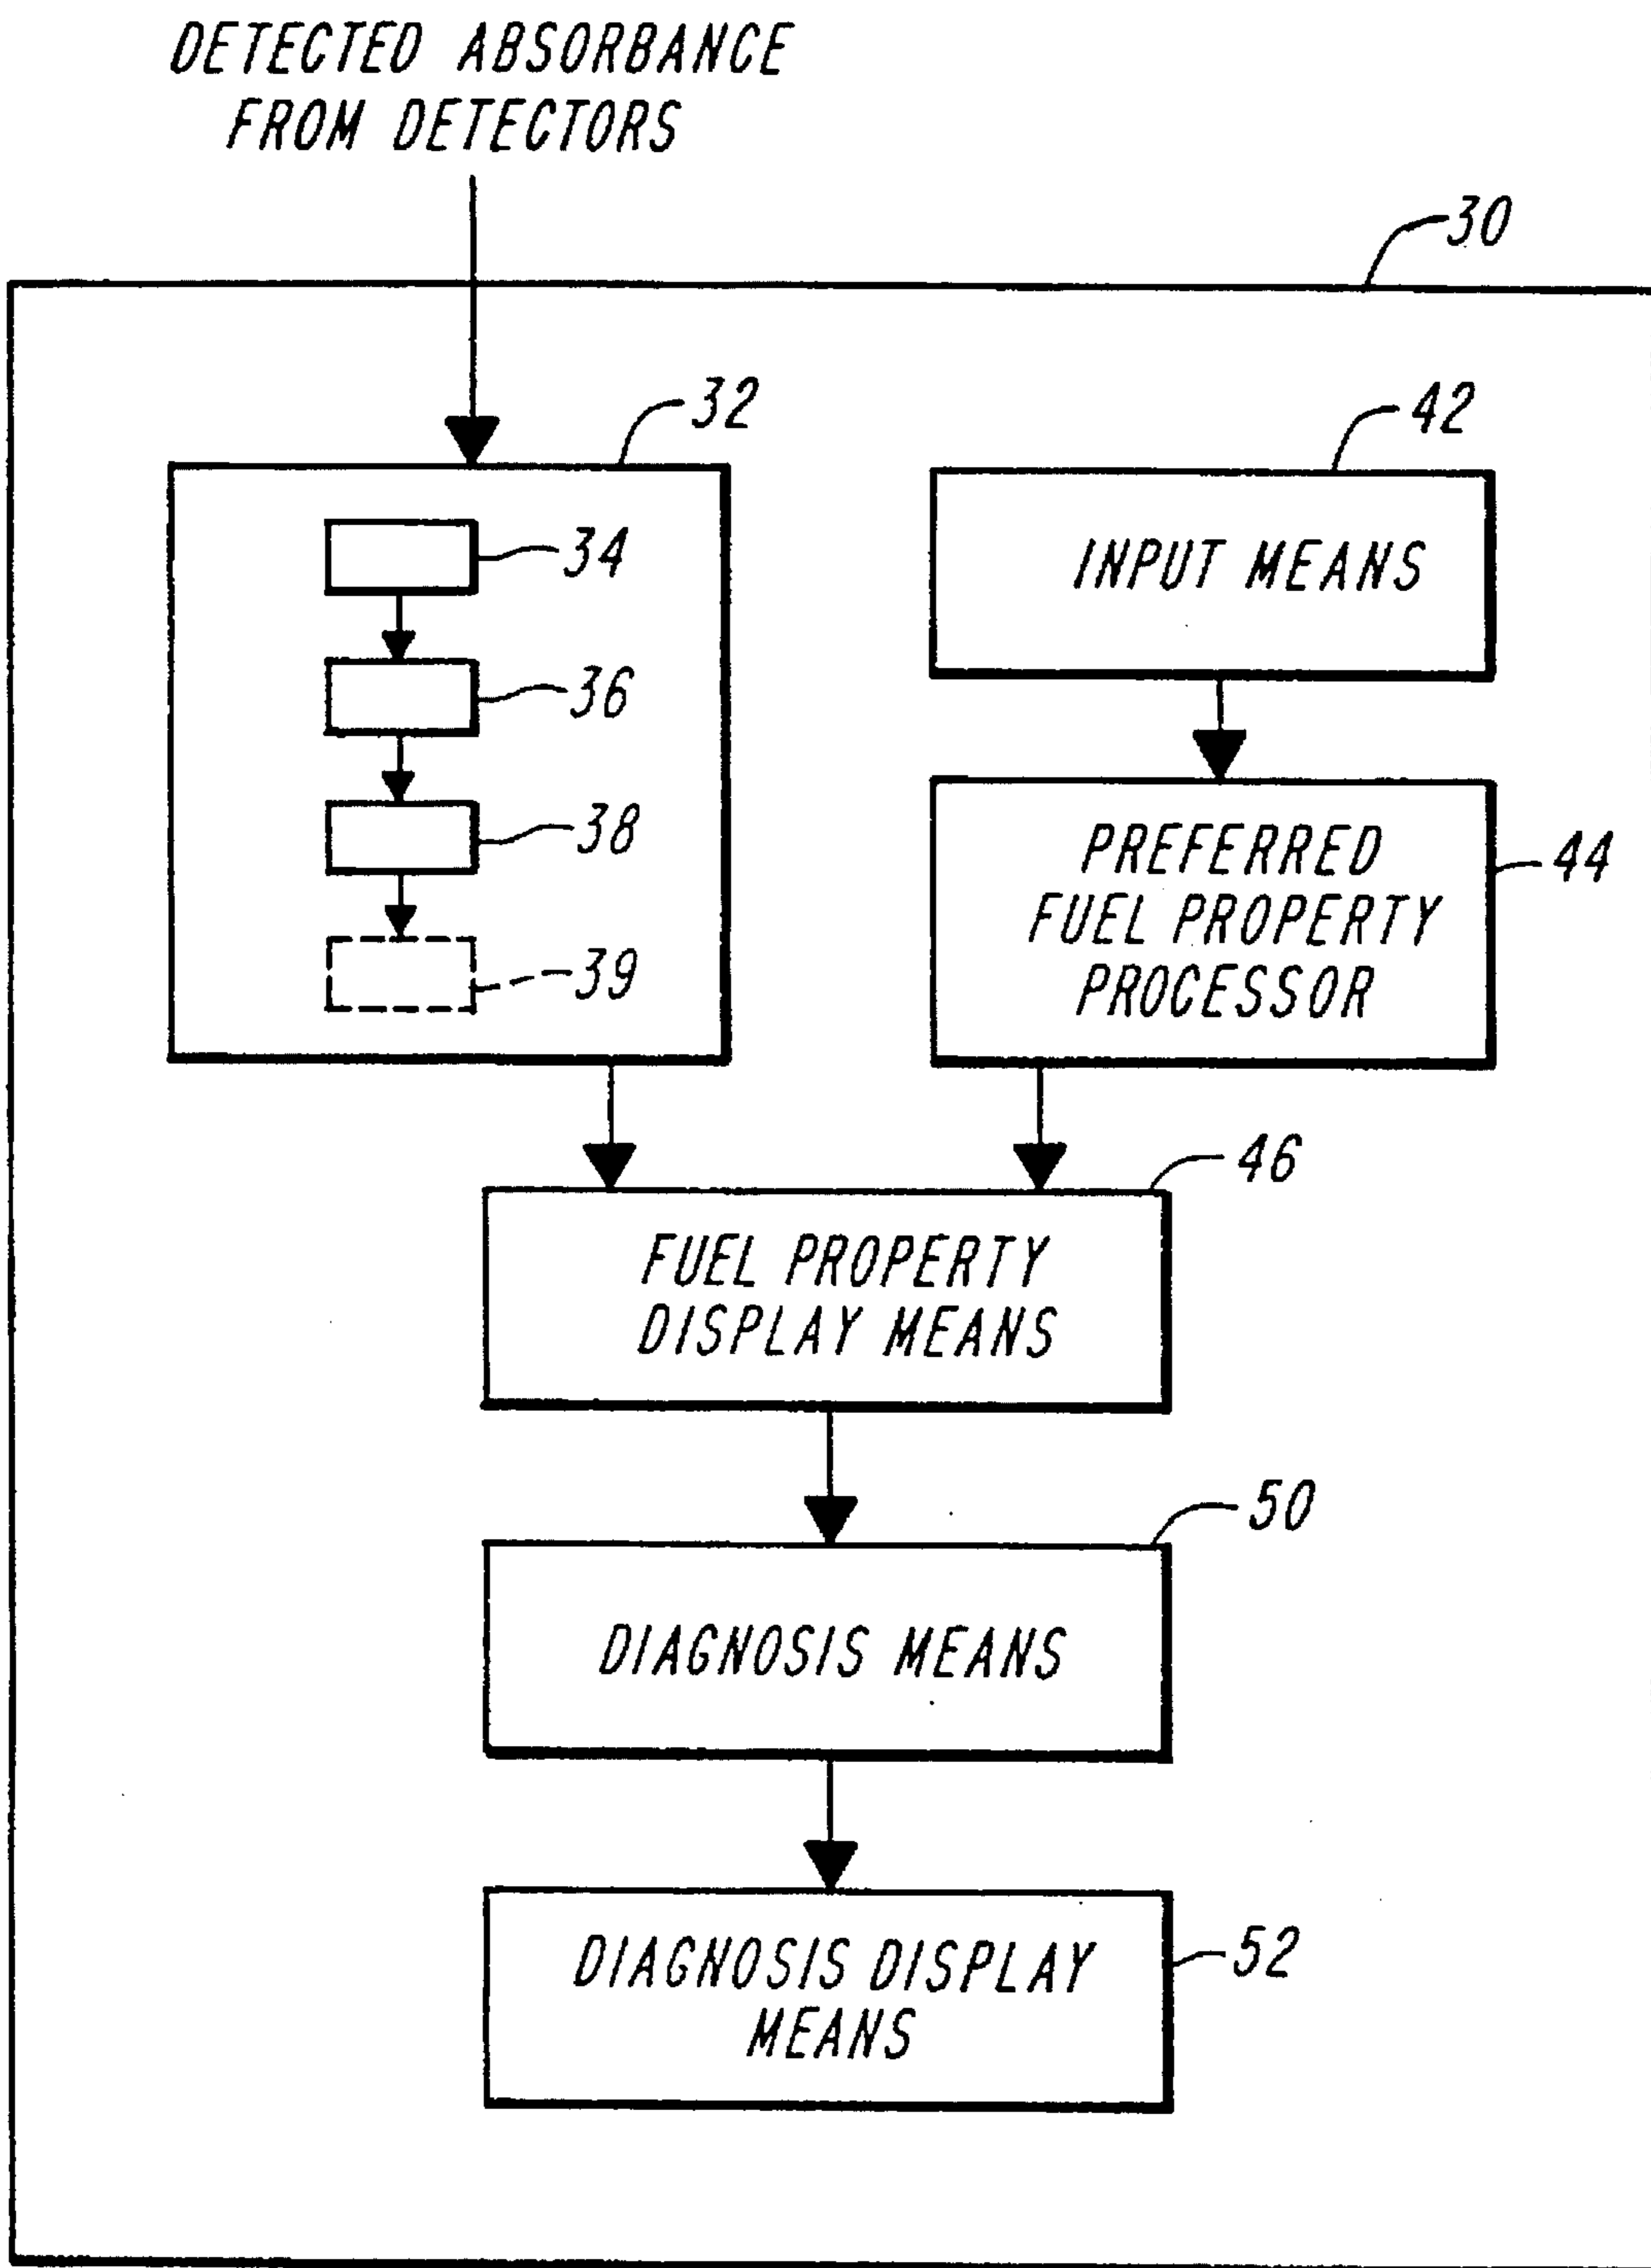 DETECTED ABSORBANCE
FROM DETECTORS
30
32
42
34
INPUT MEANS
36
38
PREFERRED
FUEL PROPERTY
PROCESSOR
44
39
46
FUEL PROPERTY
DISPLAY MEANS
50
DIAGNOSIS MEANS
DIAGNOSIS DISPLAY
MEANS
52